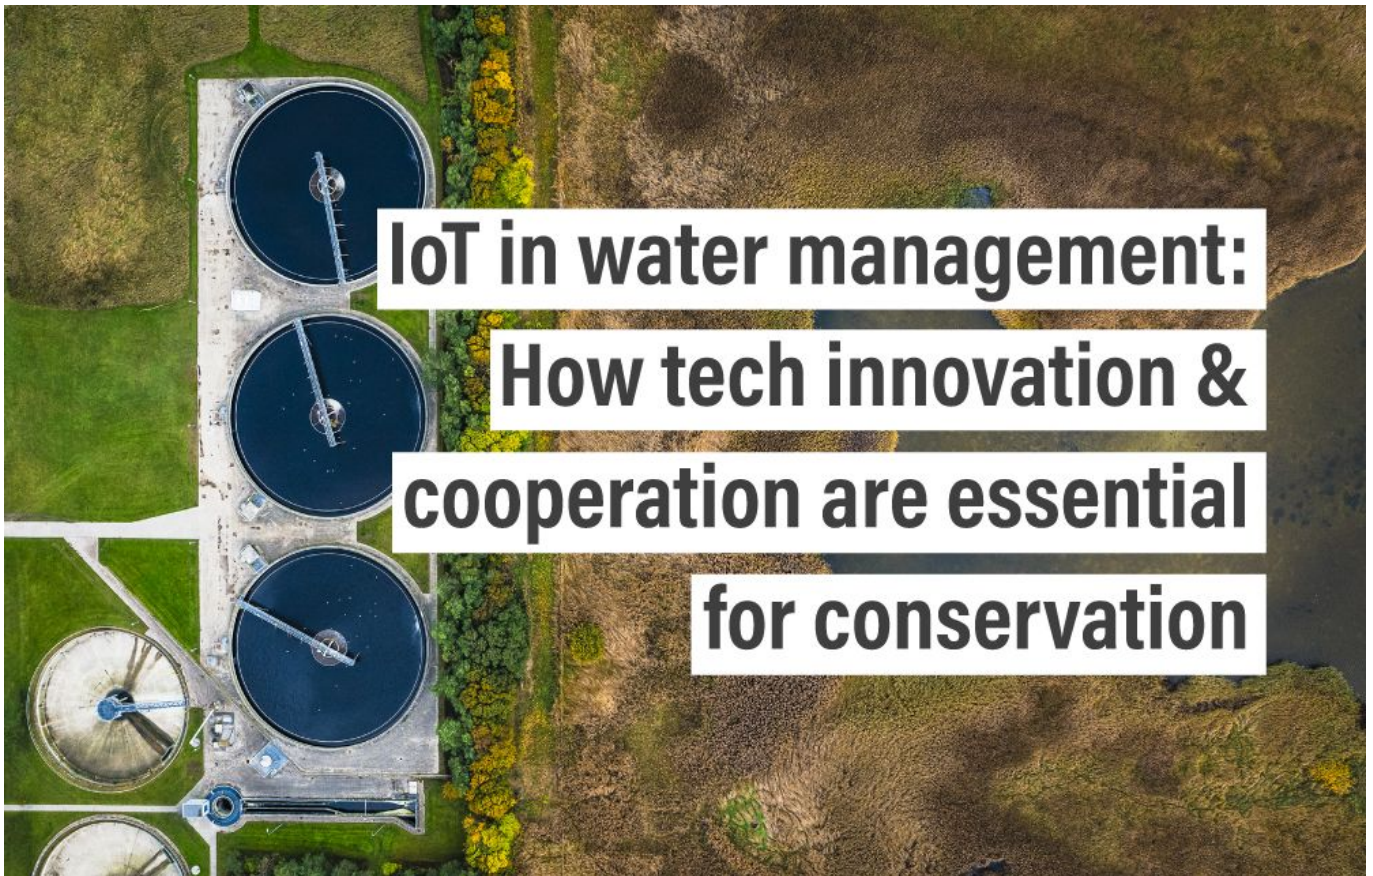 IoT in water management:
How tech innovation &
cooperation are essential
for conservation